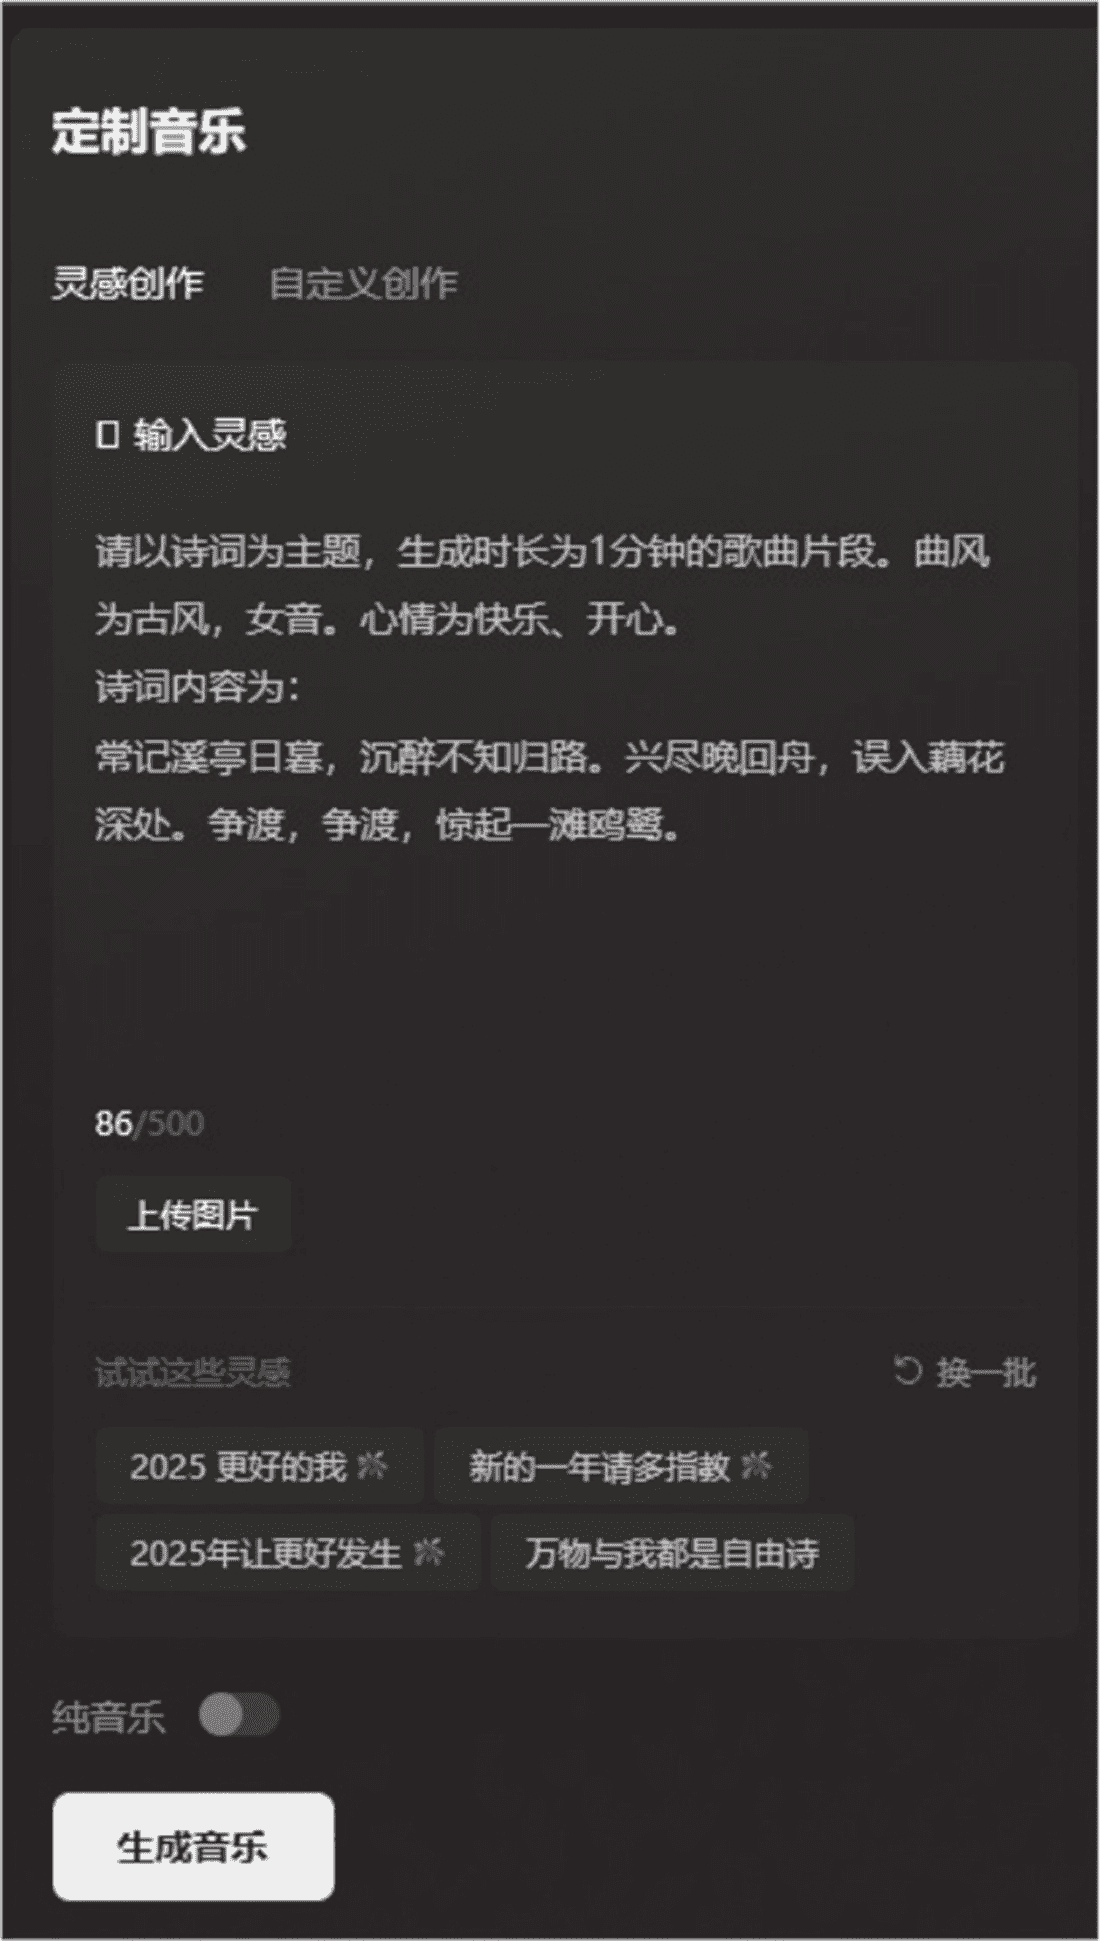 定制音乐
灵感创作 自定义创作
输入灵感
请以诗词为主题，生成时长为1分钟的歌曲片段。曲风
为古风，女音。心情为快乐、开心。
诗词内容为：
常记溪亭日暮，沉醉不知归路。兴尽晚回舟，误入藕花
深处。争渡，争渡，惊起一滩鸥鹭。
86/500
上传图片
试试这些灵感 换一批
2025 更好的我 新的一年请多指教
2025年让更好发生 万物与我都是自由诗
纯音乐
生成音乐